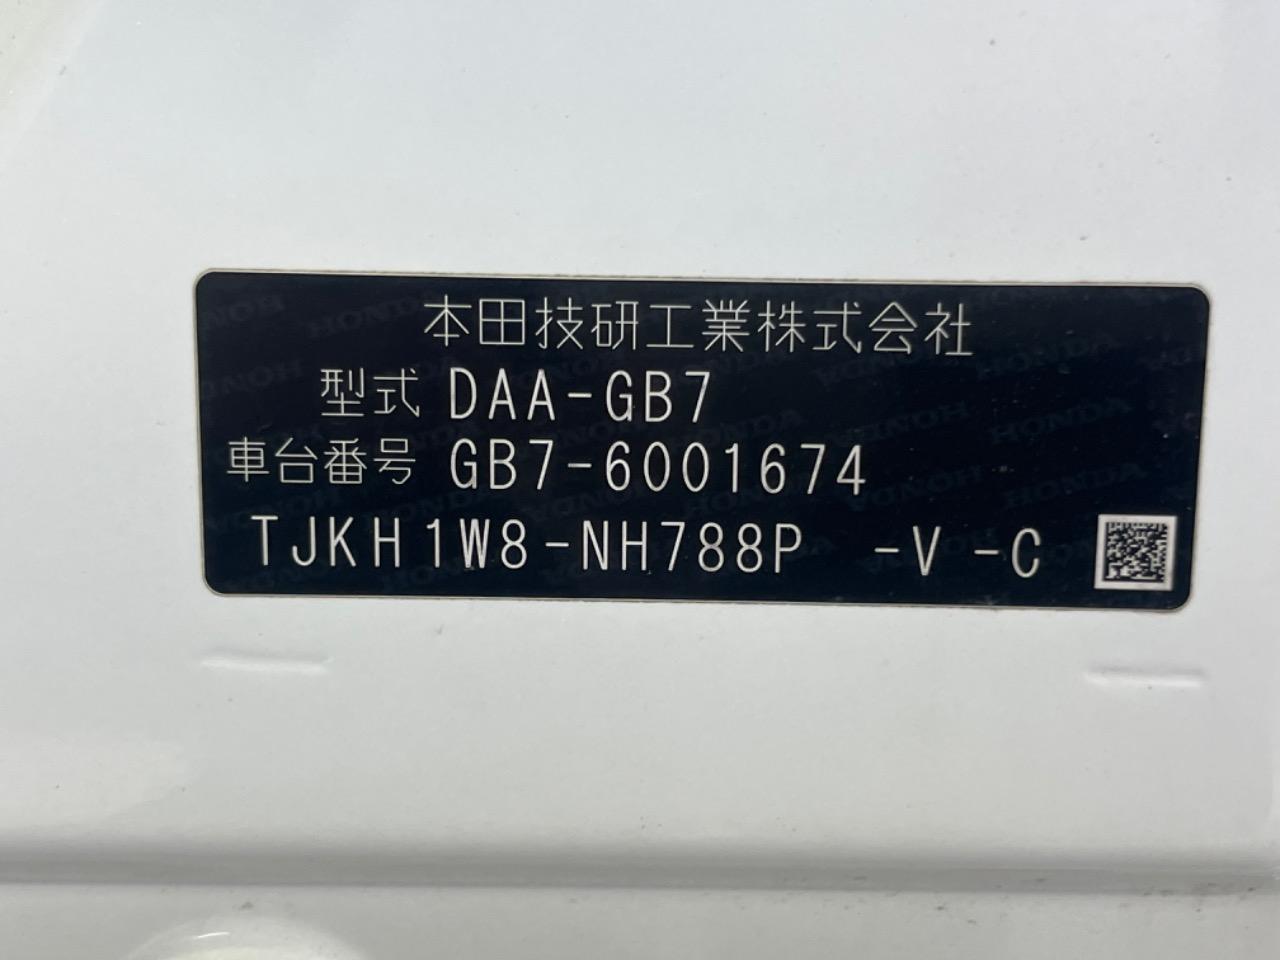 本田技研工業株式会社
型式 DAA-GB7
車台番号 GB7-6001674
TJKH1W8-NH788P -V -C